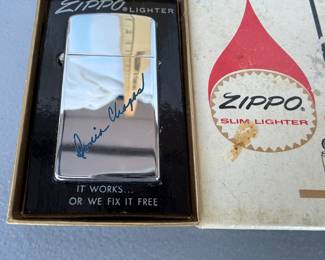 ZIPPO
LIGHTER
IT WORKS...
OR WE FIX IT FREE
ZIPPO
SLIM LIGHTER